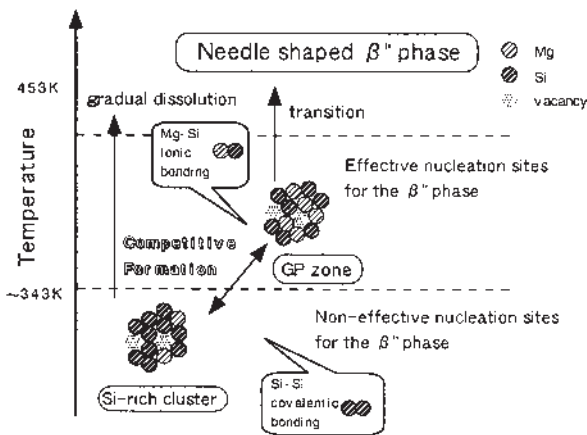 Needle shaped β" phase
Mg
Si
vacancy
453K
gradual dissolution
transition
Mg-Si
Ionic
bonding
Effective nucleation sites
for the β" phase
Temperature
Competitive
Formation
GP zone
~343K
Non-effective nucleation sites
for the β" phase
Si-rich cluster
Si-Si
covalentic
bonding